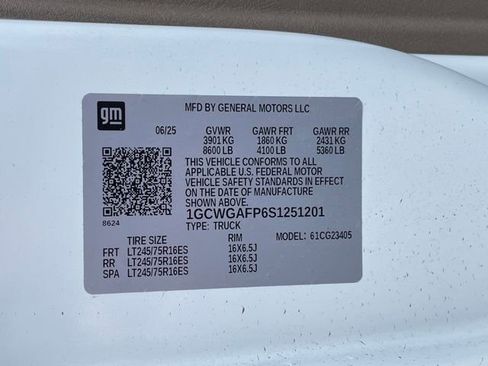 gm
MFD BY GENERAL MOTORS LLC
06/25 GVWR GAWR FRT GAWR RR
3901 KG 1860 KG 2431 KG
8600 LB 4100 LB 5360 LB
THIS VEHICLE CONFORMS TO ALL
APPLICABLE U.S. FEDERAL MOTOR
VEHICLE SAFETY STANDARDS IN EFFECT
ON THE DATE OF MANUFACTURE
SHOWN ABOVE.
8624
1GCWGAFP6S1251201
TYPE: TRUCK
TIRE SIZE RIM MODEL: 61CG23405
FRT LT245/75R16ES 16X6.5J
RR LT245/75R16ES 16X6.5J
SPA LT245/75R16ES 16X6.5J